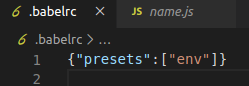 .babelrc JS name.js
.babelrc > ...
1 {"presets":["env"]}
2